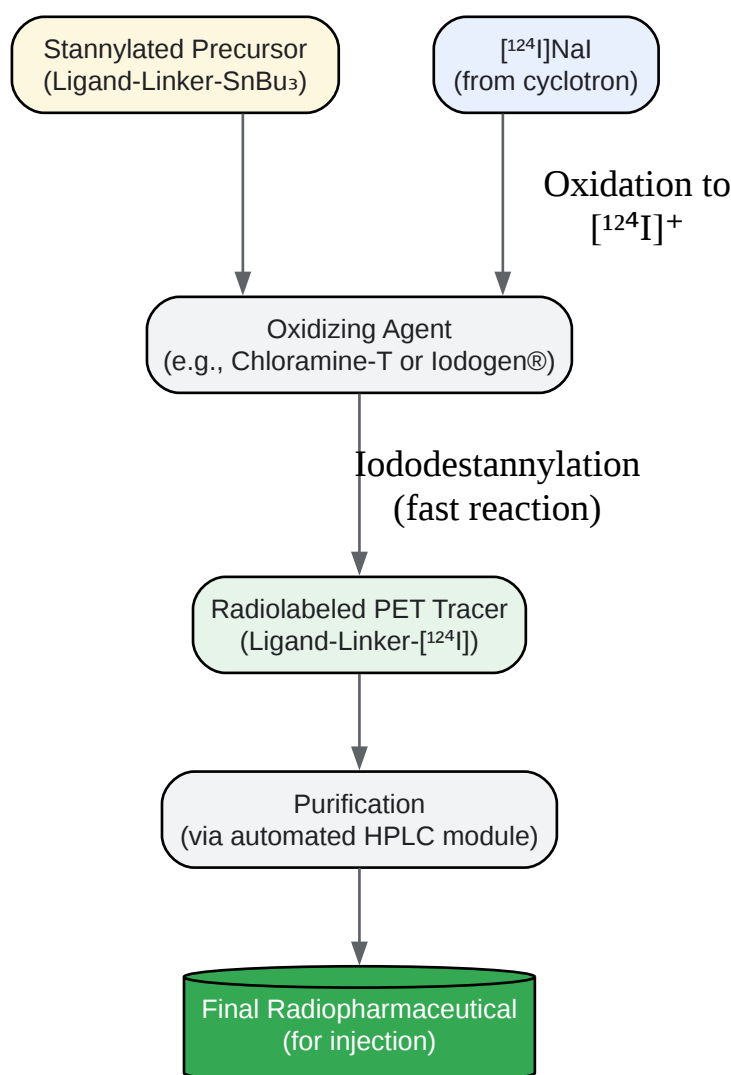 Stannylated Precursor
(Ligand-Linker-SnBu₃)
[¹²⁴I]NaI
(from cyclotron)
Oxidation to
[¹²⁴I]⁺
Oxidizing Agent
(e.g., Chloramine-T or Iodogen®)
Iododestannylation
(fast reaction)
Radiolabeled PET Tracer
(Ligand-Linker-[¹²⁴I])
Purification
(via automated HPLC module)
Final Radiopharmaceutical
(for injection)